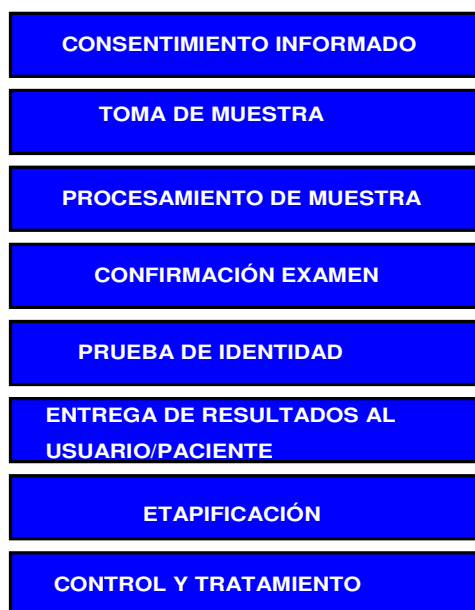 CONSENTIMIENTO INFORMADO
TOMA DE MUESTRA
PROCESAMIENTO DE MUESTRA
CONFIRMACIÓN EXAMEN
PRUEBA DE IDENTIDAD
ENTREGA DE RESULTADOS AL
USUARIO/PACIENTE
ETAPIFICACIÓN
CONTROL Y TRATAMIENTO